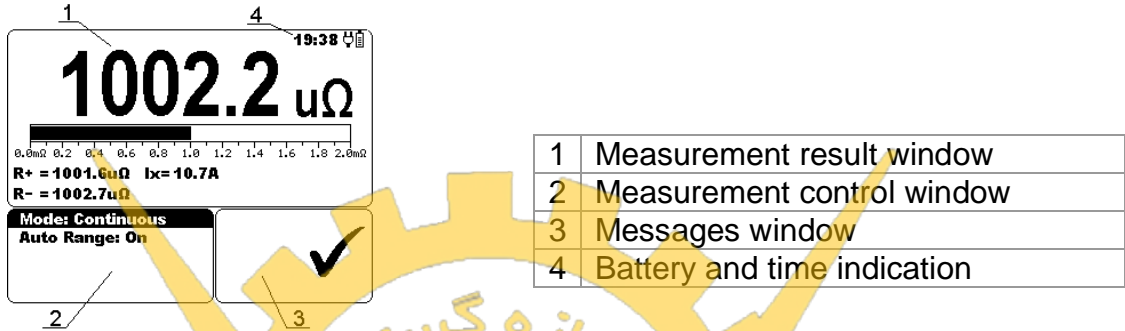 1 4
19:38
1002.2 uΩ
0.0mΩ 0.2 0.4 0.6 0.8 1.0 1.2 1.4 1.6 1.8 2.0mΩ
R+ =1001.6uΩ Ix=10.7A
R- =1002.7uΩ
Mode: Continuous
Auto Range: On
2 3
1 Measurement result window
2 Measurement control window
3 Messages window
4 Battery and time indication